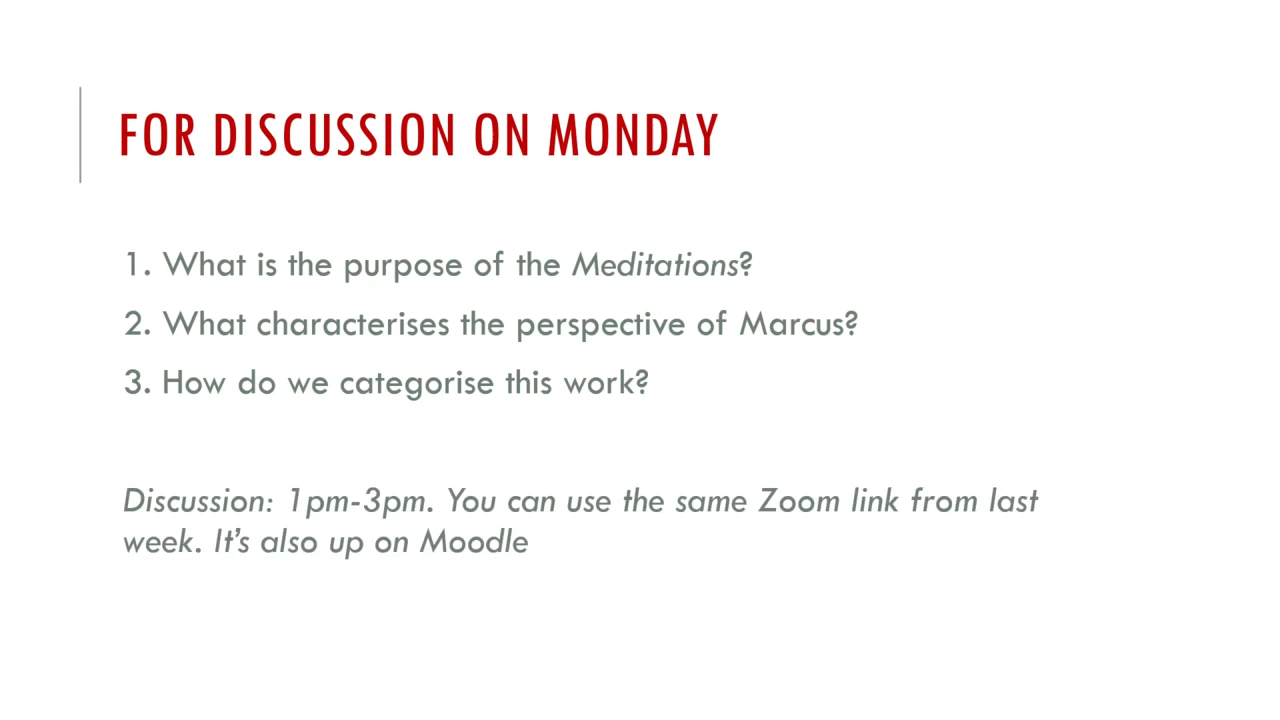 FOR DISCUSSION ON MONDAY
1. What is the purpose of the Meditations?
2. What characterises the perspective of Marcus?
3. How do we categorise this work?
Discussion: 1pm-3pm. You can use the same Zoom link from last
week. It’s also up on Moodle